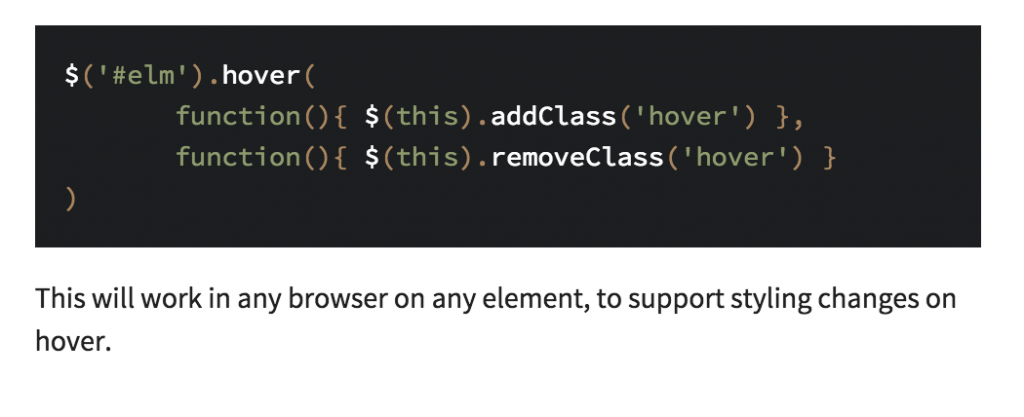 $('#elm').hover(
        function(){ $(this).addClass('hover') },
        function(){ $(this).removeClass('hover') }
)
This will work in any browser on any element, to support styling changes on
hover.